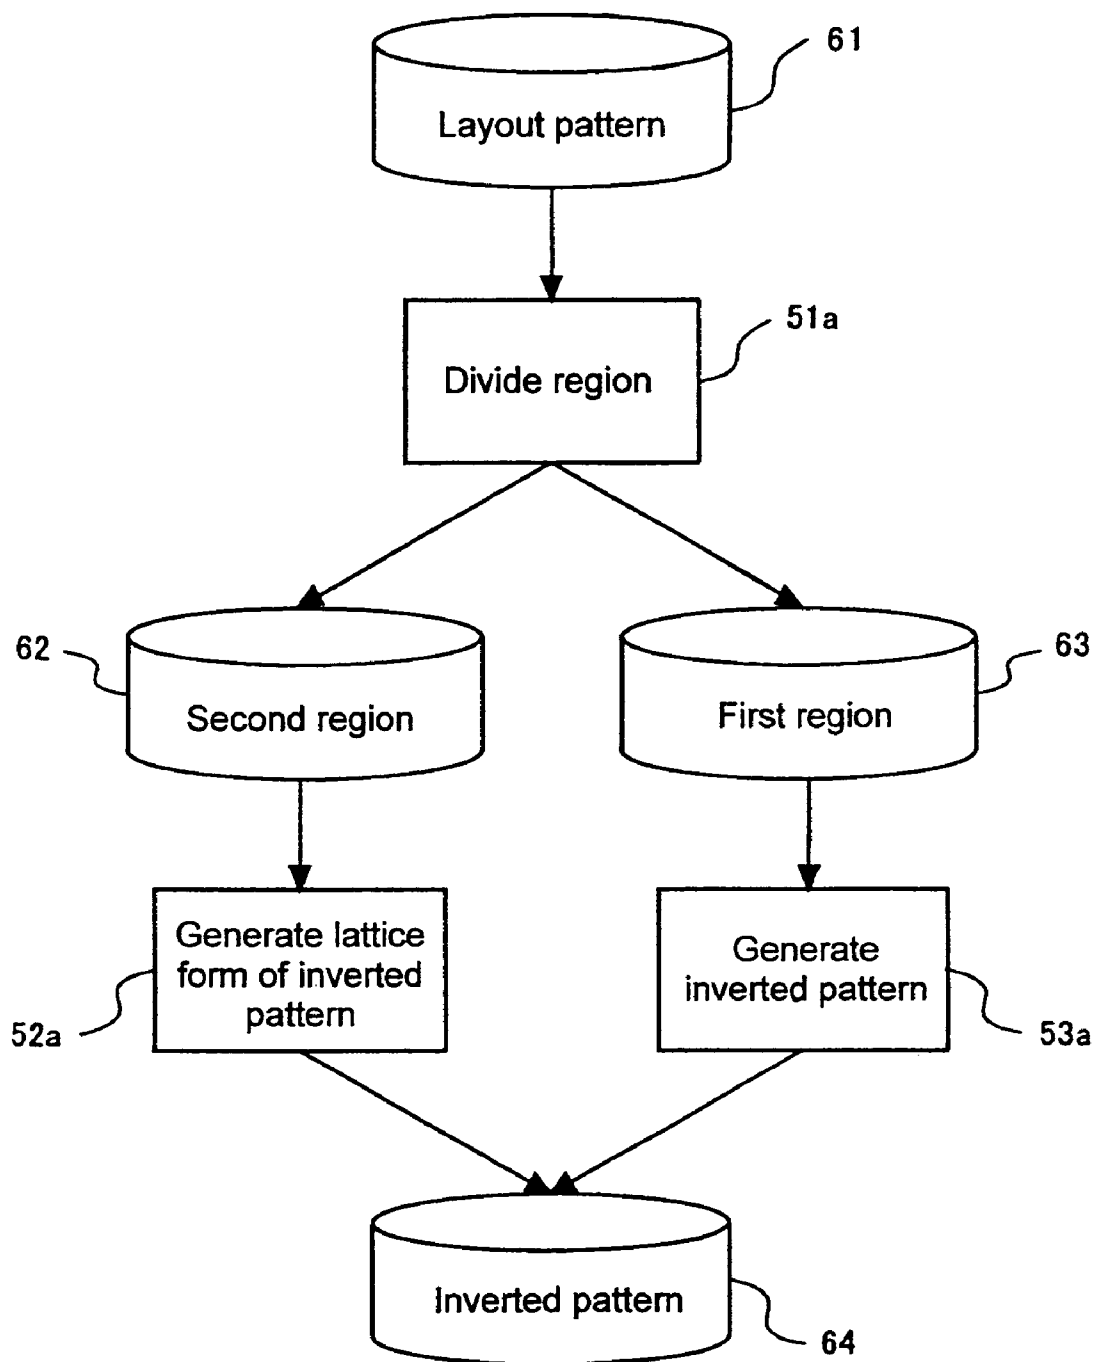 61
Layout pattern
51a
Divide region
62
63
Second region
First region
Generate lattice
form of inverted
pattern
Generate
inverted pattern
52a
53a
Inverted pattern
64